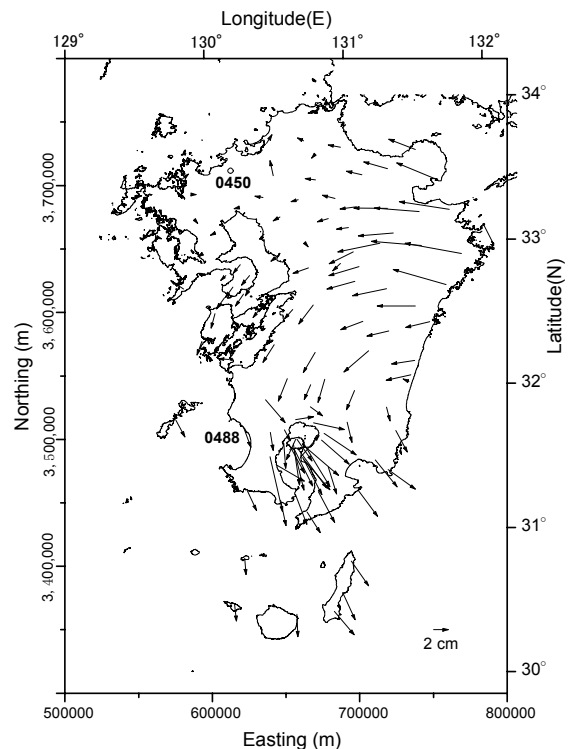 Longitude(E)
129° 130° 131° 132°
34°
0450
3,700,000
33°
Latitude(N)
3,600,000
Northing (m)
32°
0488
3,500,000
31°
3,400,000
2 cm
30°
500000 600000 700000 800000
Easting (m)